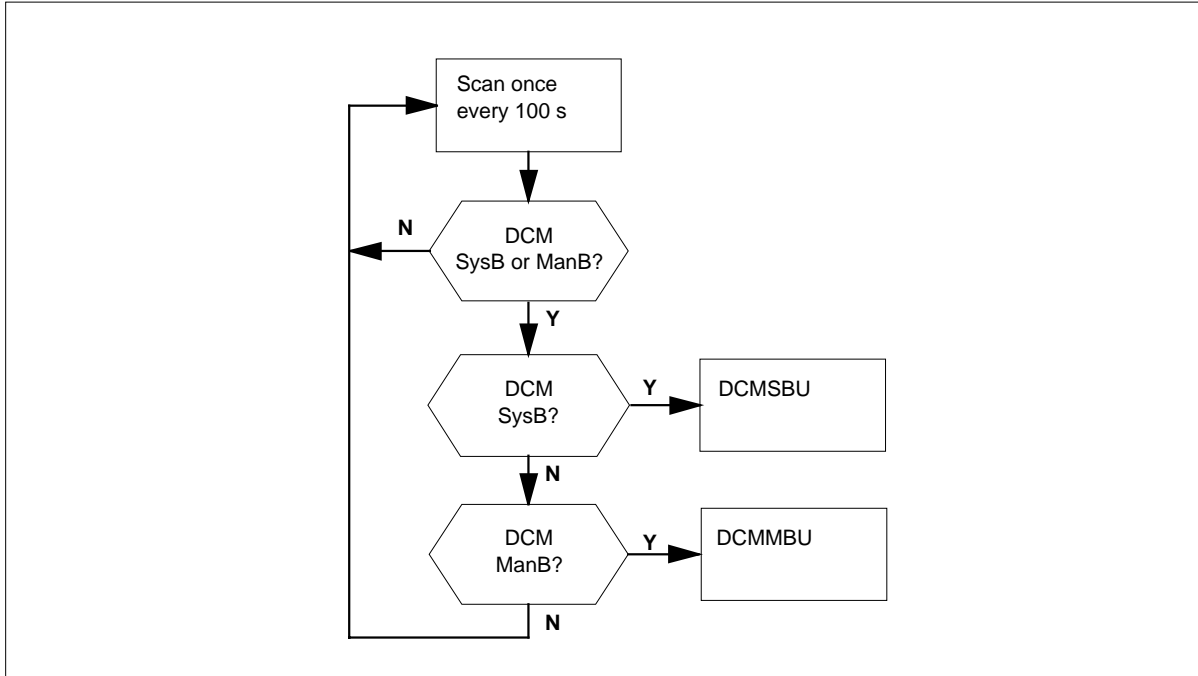 Scan once
every 100 s
N
DCM
SysB or ManB?
Y
DCM
SysB?
Y
DCMSBU
N
DCM
ManB?
Y
DCMMBU
N